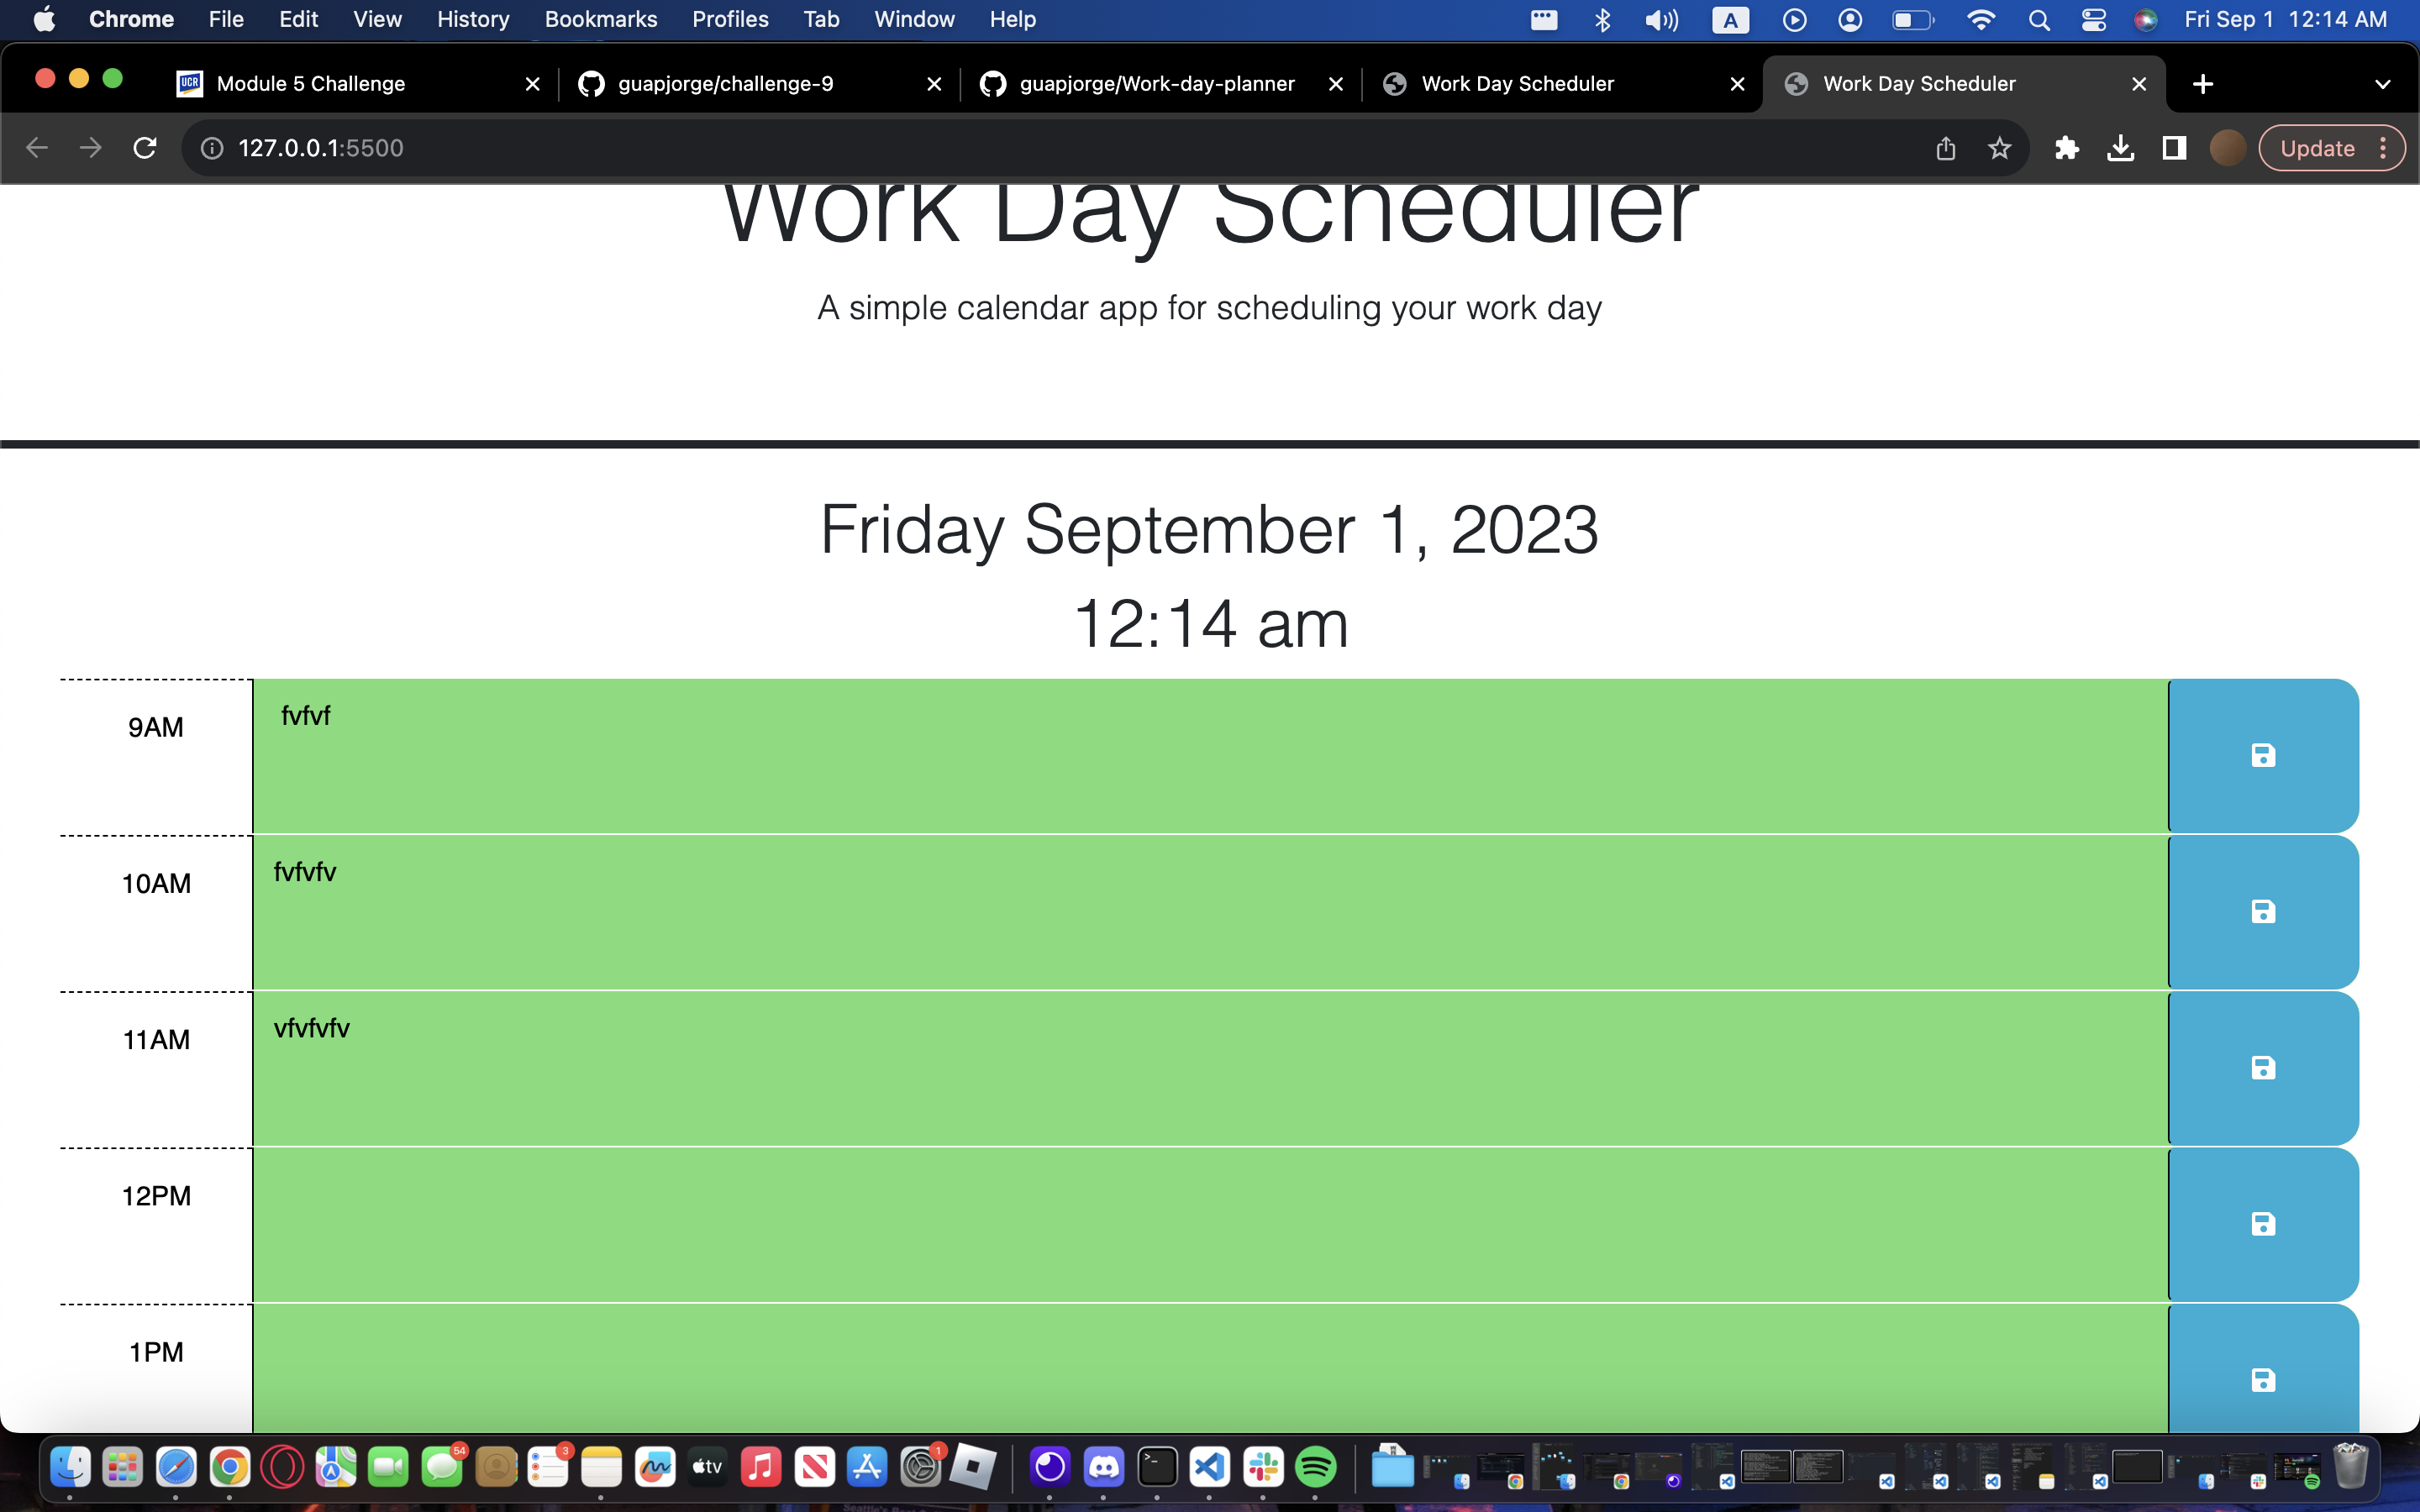 Chrome File Edit View History Bookmarks Profiles Tab Window Help A Fri Sep 1 12:14 AM
UCR Module 5 Challenge guapjorge/challenge-9 guapjorge/Work-day-planner Work Day Scheduler Work Day Scheduler
127.0.0.1:5500 Update
Work Day Scheduler
A simple calendar app for scheduling your work day
Friday September 1, 2023
12:14 am
9AM fvfvf
10AM fvfvfv
11AM vfvfvfv
12PM
1PM
54 3 tv 1